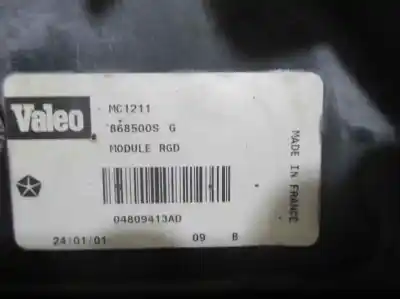 Valeo
MC1211
868500S G
MODULE RGD
04809413AD
24/01/01 09 B
MADE IN FRANCE